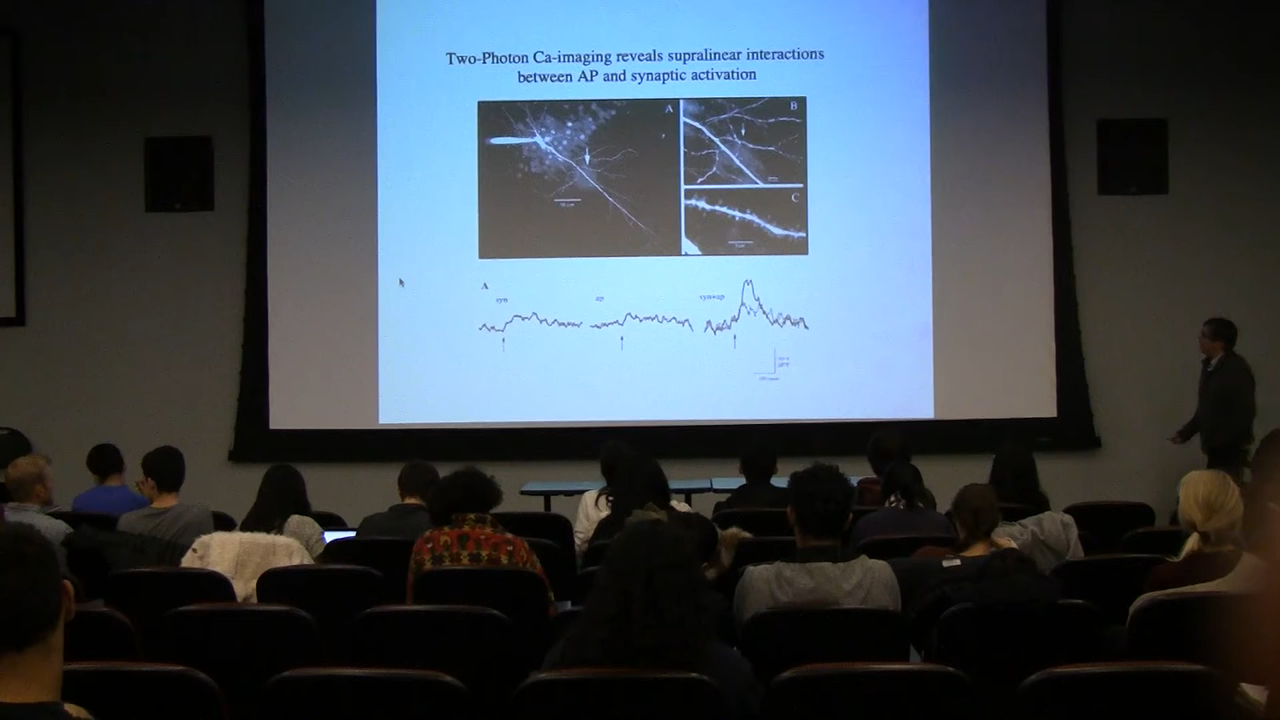 Two-Photon Ca-imaging reveals supralinear interactions
between AP and synaptic activation
A
B
C
A
syn
ap
syn+ap